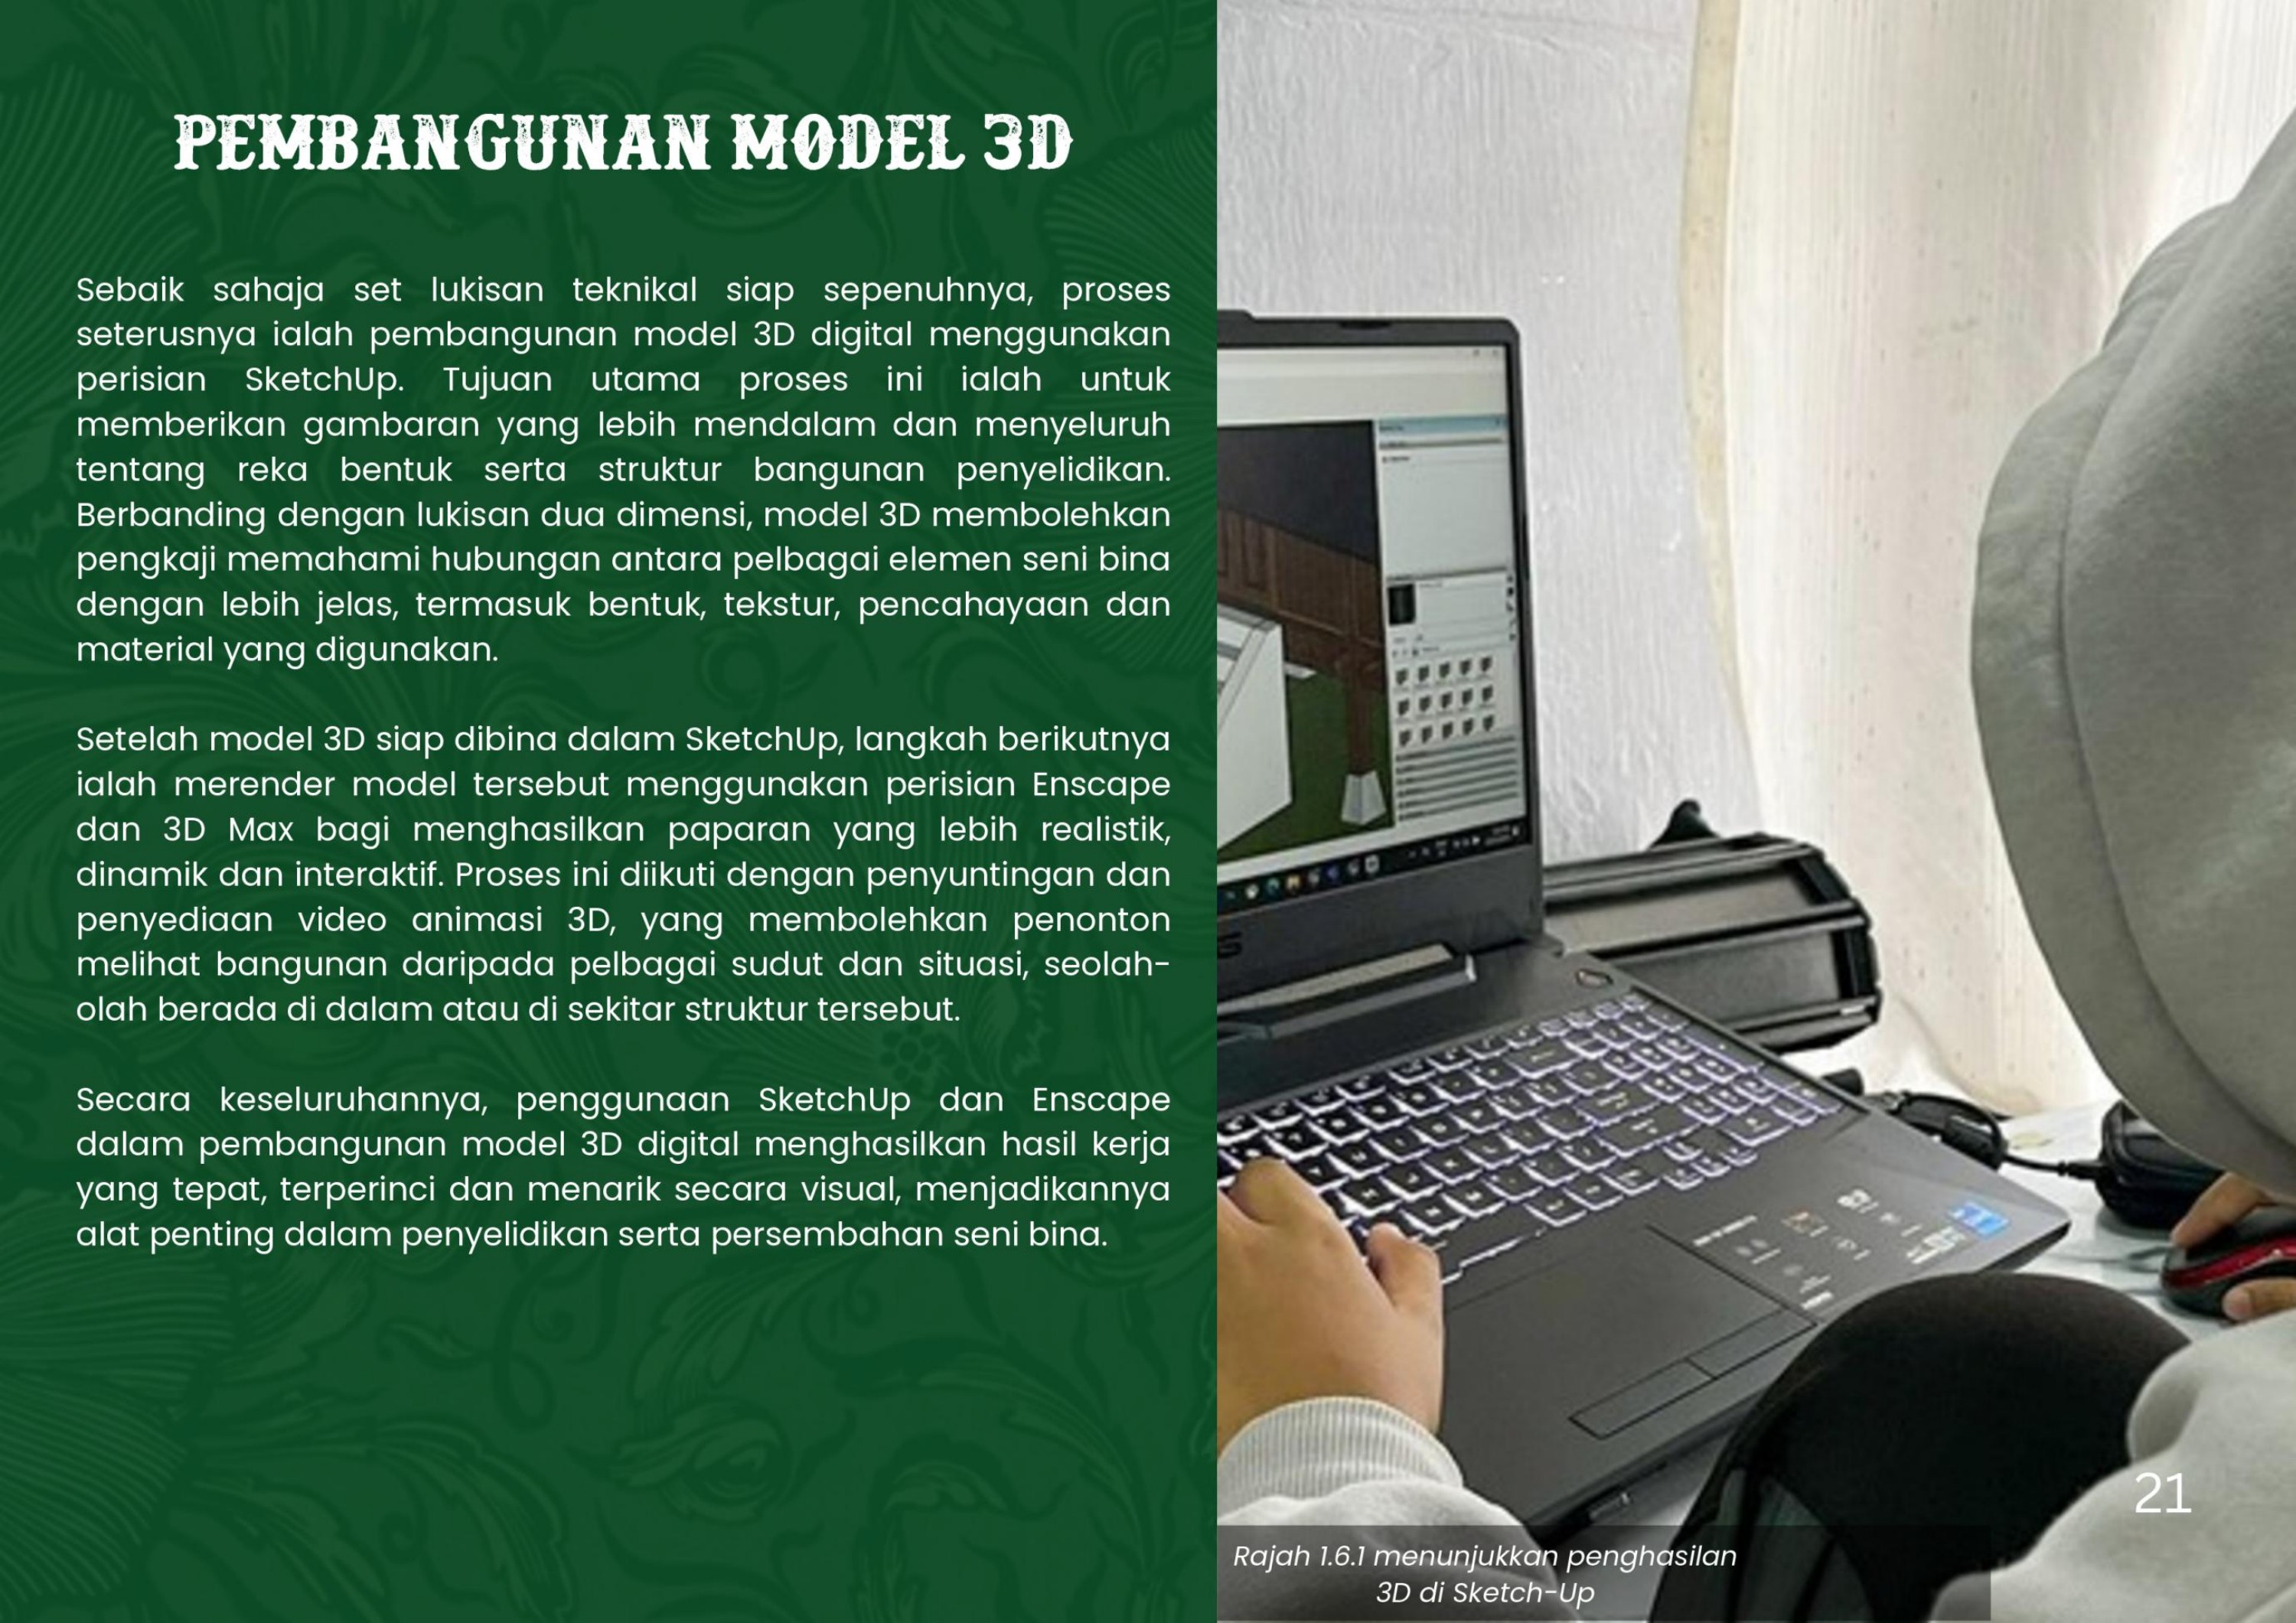 PEMBANGUNAN MODEL 3D
Sebaik sahaja set lukisan teknikal siap sepenuhnya, proses
seterusnya ialah pembangunan model 3D digital menggunakan
perisian SketchUp. Tujuan utama proses ini ialah untuk
memberikan gambaran yang lebih mendalam dan menyeluruh
tentang reka bentuk serta struktur bangunan penyelidikan.
Berbanding dengan lukisan dua dimensi, model 3D membolehkan
pengkaji memahami hubungan antara pelbagai elemen seni bina
dengan lebih jelas, termasuk bentuk, tekstur, pencahayaan dan
material yang digunakan.
Setelah model 3D siap dibina dalam SketchUp, langkah berikutnya
ialah merender model tersebut menggunakan perisian Enscape
dan 3D Max bagi menghasilkan paparan yang lebih realistik,
dinamik dan interaktif. Proses ini diikuti dengan penyuntingan dan
penyediaan video animasi 3D, yang membolehkan penonton
melihat bangunan daripada pelbagai sudut dan situasi, seolah-
olah berada di dalam atau di sekitar struktur tersebut.
Secara keseluruhannya, penggunaan SketchUp dan Enscape
dalam pembangunan model 3D digital menghasilkan hasil kerja
yang tepat, terperinci dan menarik secara visual, menjadikannya
alat penting dalam penyelidikan serta persembahan seni bina.
21
Rajah 1.6.1 menunjukkan penghasilan
3D di Sketch-Up